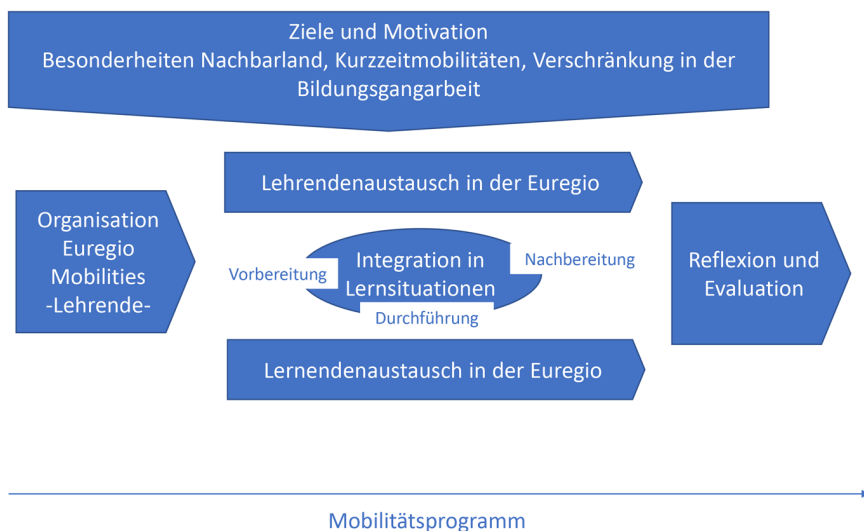 Ziele und Motivation
Besonderheiten Nachbarland, Kurzzeitmobilitäten, Verschränkung in der
Bildungsgangarbeit
Lehrendenaustausch in der Euregio
Organisation
Euregio
Mobilities
-Lehrende-
Vorbereitung
Integration in
Lernsituationen
Nachbereitung
Durchführung
Reflexion und
Evaluation
Lernendenaustausch in der Euregio
Mobilitätsprogramm